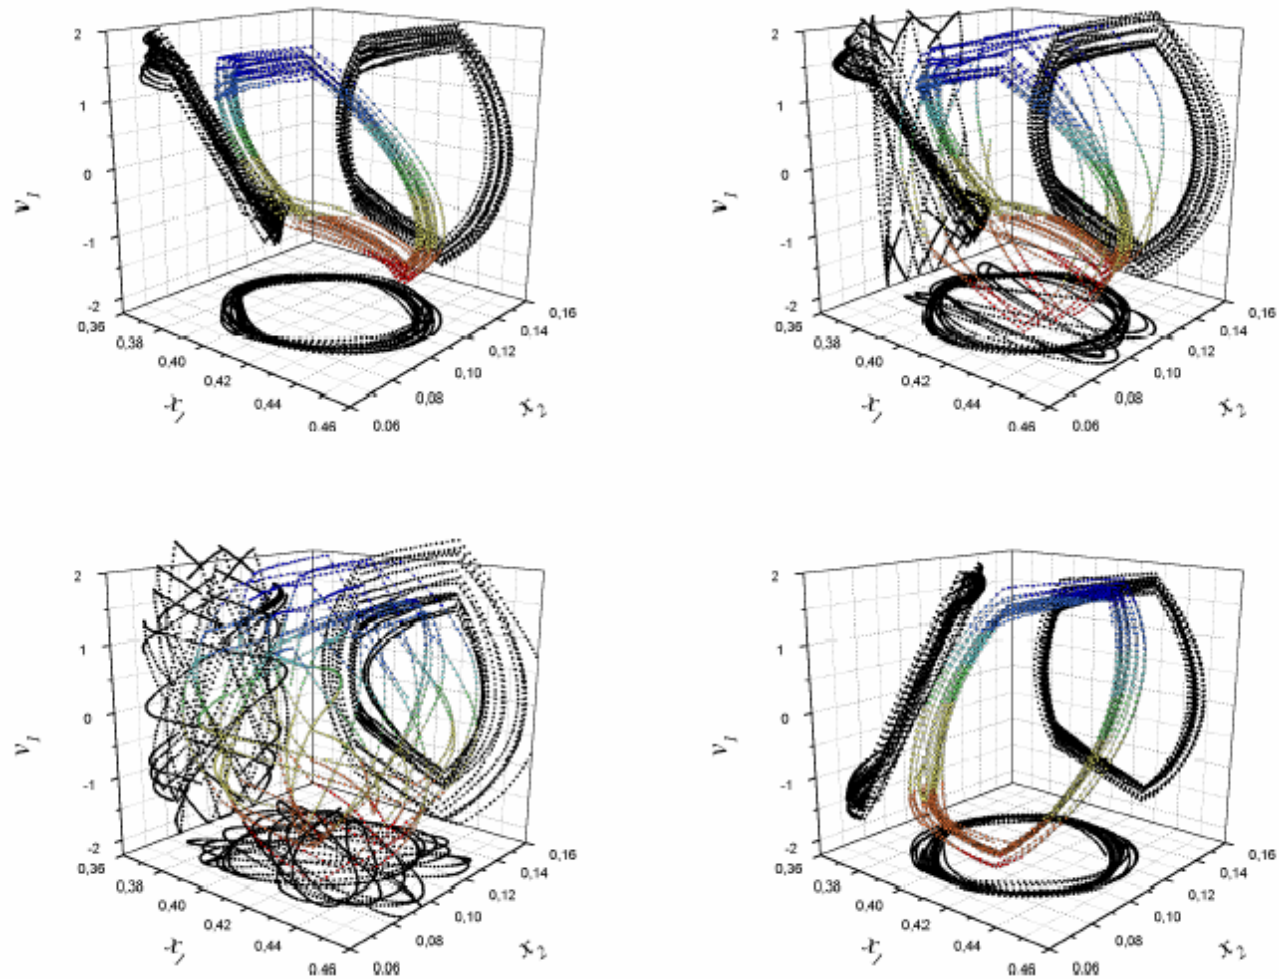 2 2
1 1
v1 0 v1 0
-1 -1
-2 0,16 -2 0,16
0,36 0,14 0,36 0,14
0,38 0,12 0,38 0,12
0,40 0,10 0,40 0,10
0,42 0,08 0,42 0,08
-x1 0,44 x2 -x1 0,44 x2
0,46 0,06 0,46 0,06
2 2
1 1
v1 0 v1 0
-1 -1
-2 0,16 -2 0,16
0,36 0,14 0,36 0,14
0,38 0,12 0,38 0,12
0,40 0,10 0,40 0,10
0,42 0,08 0,42 0,08
-x1 0,44 x2 -x1 0,44 x2
0,46 0,06 0,46 0,06